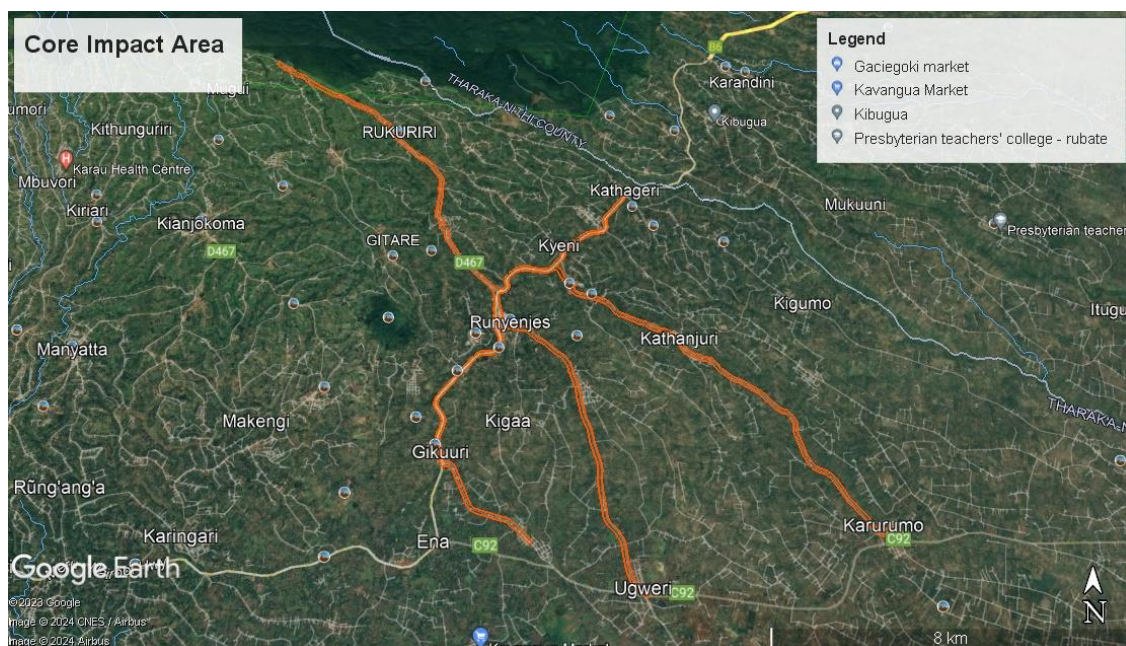 Core Impact Area
Legend
Gaciegoki market
Kavangua Market
Kibugua
Presbyterian teachers' college - rubate
B6
Karandini
Mugui
THARAKA-NITHI COUNTY
Kibugua
Kithunguriri
RUKURIRI
Karau Health Centre
Mbuvori
Kathageri
Kiriari
Mukuuni
Kianjokoma
Presbyterian teacher
D467
GITARE
Kyeni
D467
Kigumo
Itugu
Runyenjes
Kathanjuri
Manyatta
THARAKA-N
Makengi
Kigaa
Gikuuri
Rũng'ang'a
Karurumo
C92
Karingari
Ena
C92
Google Earth
Ugweri
C92
© 2023 Google
Image © 2024 CNES / Airbus
Image © 2024 Airbus
8 km
N